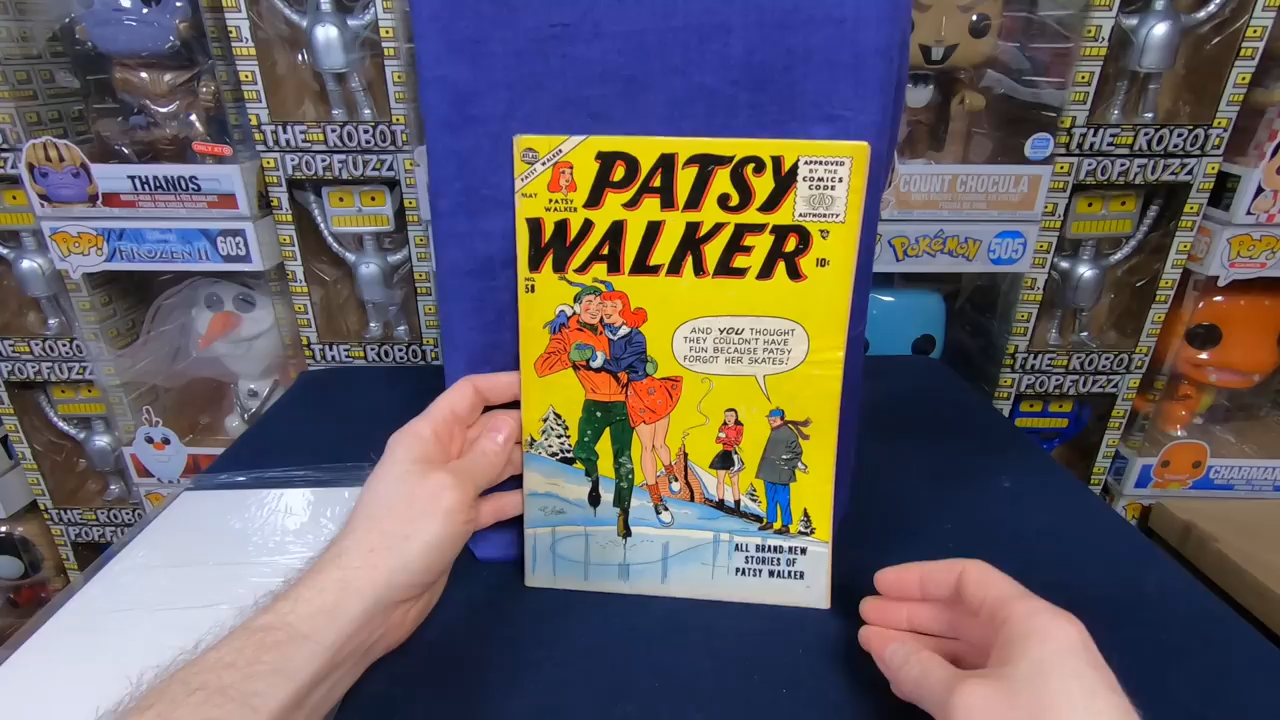 ONLY AT
THANOS
POP!
FROZEN II
603
THE ROBOT
POPFUZZ
THE ROBOT
POPFUZZ
THE ROBOT
POPFUZZ
THE ROBOT
ATLAS
PATSY WALKER
MAY
PATSY
WALKER
PATSY
WALKER
APPROVED
BY THE
COMICS
CODE
AUTHORITY
10¢
NO.
58
AND YOU THOUGHT
THEY COULDN'T HAVE
FUN BECAUSE PATSY
FORGOT HER SKATES!
ALL BRAND-NEW
STORIES OF
PATSY WALKER
COUNT CHOCULA
POKÉMON
505
THE ROBOT
POPFUZZ
THE ROBOT
POPFUZZ
POP!
CHARMAN